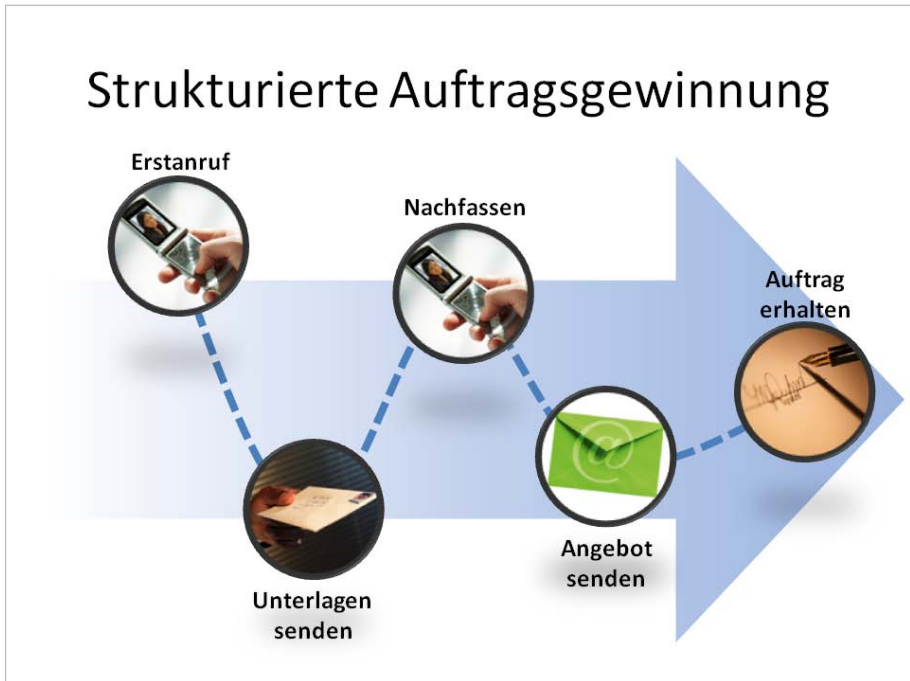 Strukturierte Auftragsgewinnung
Erstanruf
Unterlagen
senden
Nachfassen
Angebot
senden
Auftrag
erhalten
@